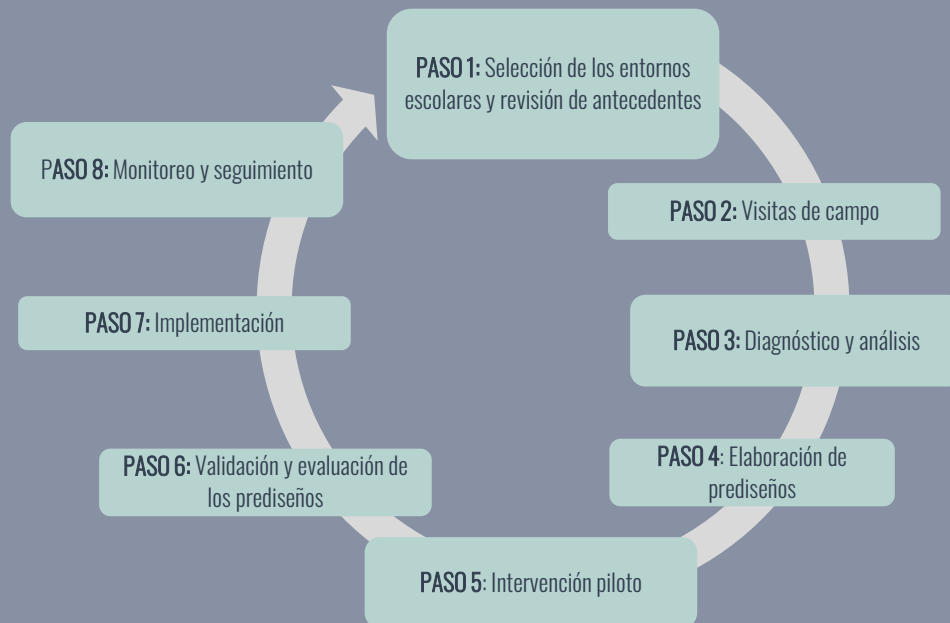 PASO 1: Selección de los entornos
escolares y revisión de antecedentes
PASO 2: Visitas de campo
PASO 3: Diagnóstico y análisis
PASO 4: Elaboración de
prediseños
PASO 5: Intervención piloto
PASO 6: Validación y evaluación de
los prediseños
PASO 7: Implementación
PASO 8: Monitoreo y seguimiento